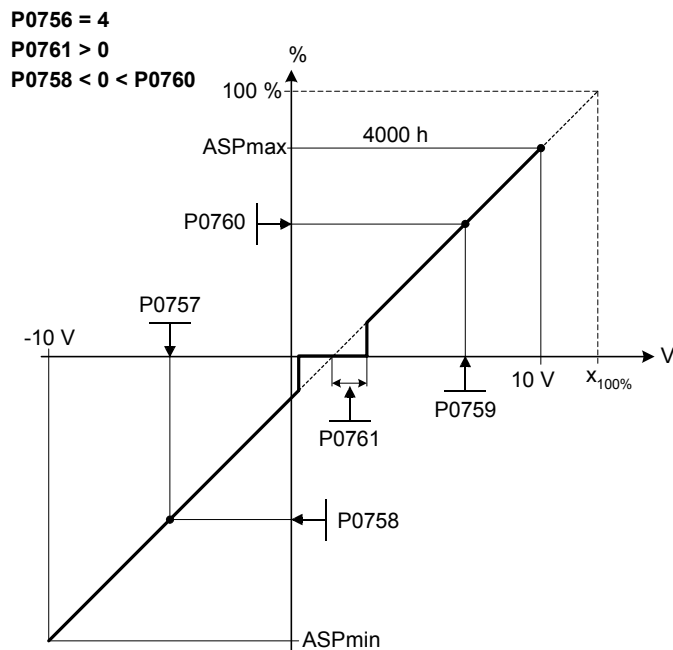 P0756 = 4
P0761 > 0
P0758 < 0 < P0760
%
100 %
ASPmax
4000 h
P0760
P0757
-10 V
V
10 V
x100%
P0759
P0761
P0758
ASPmin